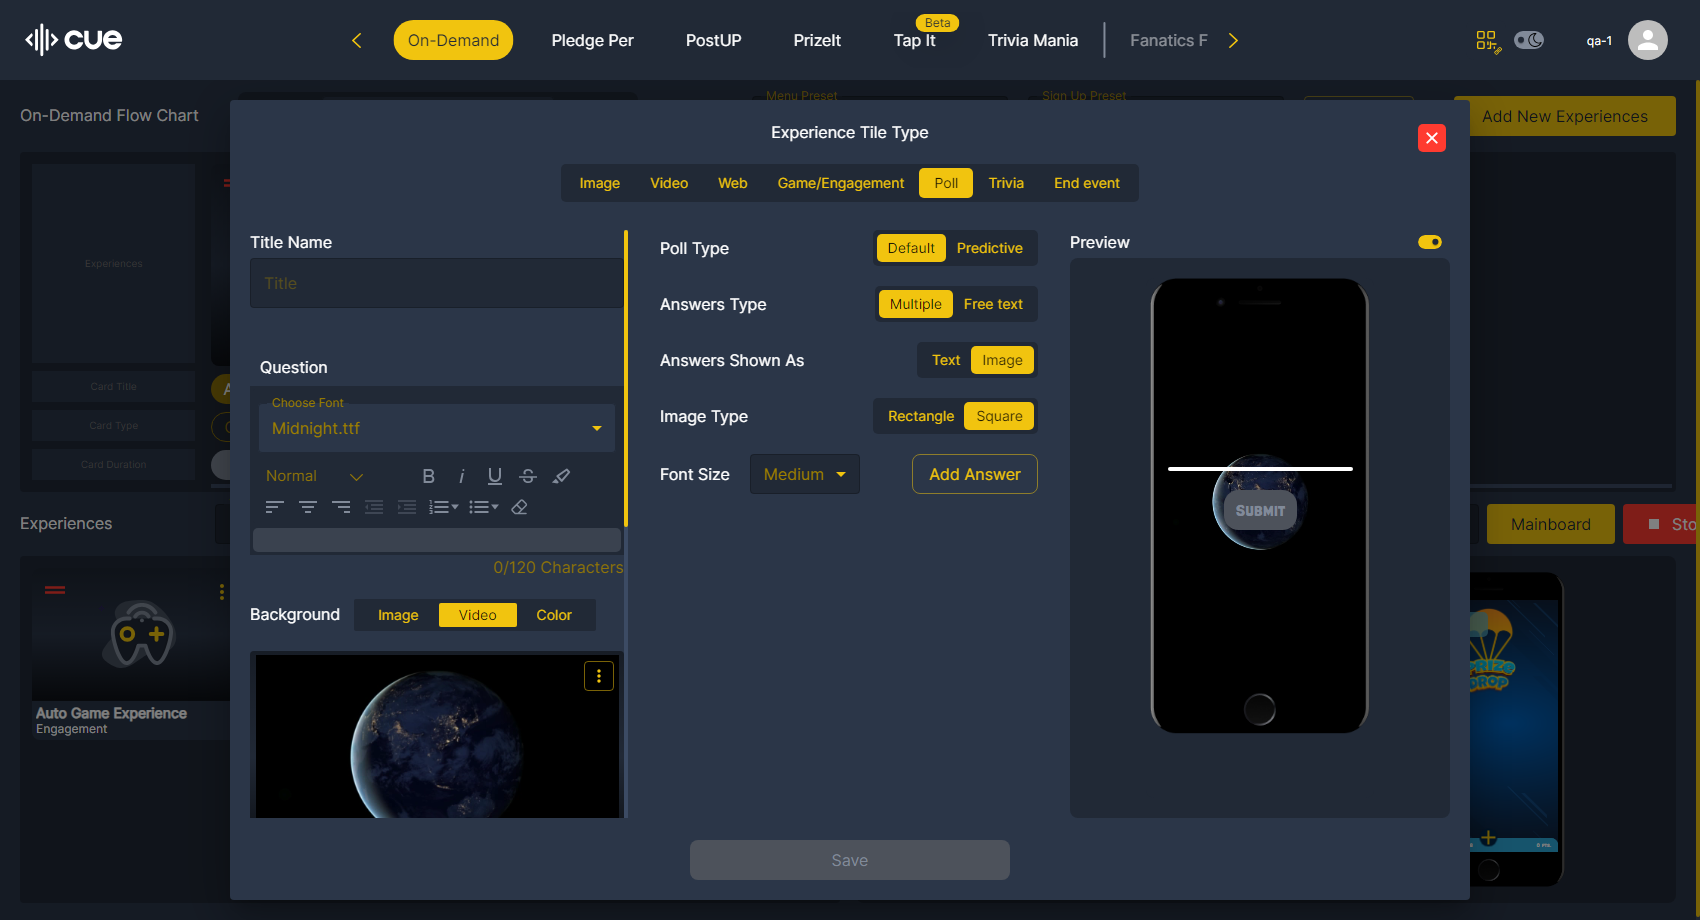 cue
On-Demand
Pledge Per
PostUP
PrizeIt
Beta
Tap It
Trivia Mania
Fanatics F
qa-1
On-Demand Flow Chart
Menu Preset
Sign Up Preset
Add New Experiences
Experience Tile Type
Image
Video
Web
Game/Engagement
Poll
Trivia
End event
Experiences
Card Title
Card Type
Card Duration
Title Name
Title
Question
Choose Font
Midnight.ttf
Normal
0/120 Characters
Background
Image
Video
Color
Poll Type
Default
Predictive
Answers Type
Multiple
Free text
Answers Shown As
Text
Image
Image Type
Rectangle
Square
Font Size
Medium
Add Answer
Preview
SUBMIT
Save
Experiences
Mainboard
Sto
Auto Game Experience
Engagement
PRIZE
DROP